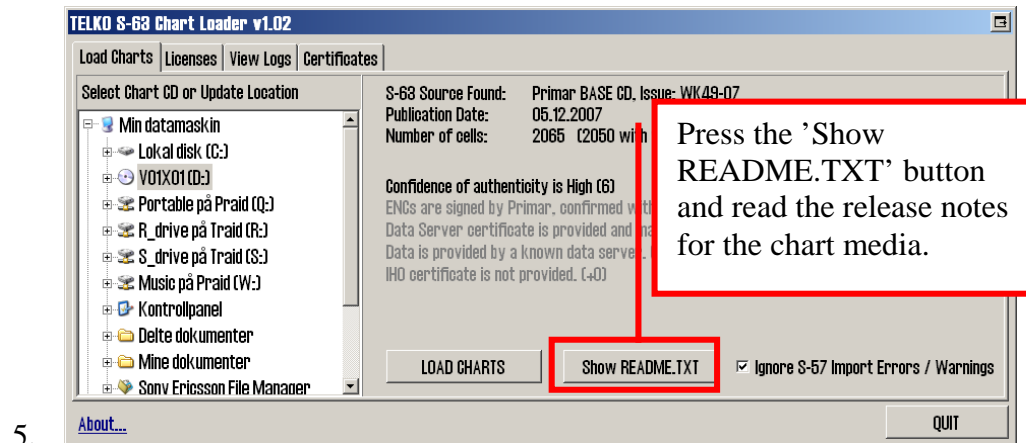 TELKO S-63 Chart Loader v1.02
Load Charts Licenses View Logs Certificates
Select Chart CD or Update Location
Min datamaskin
Lokal disk (C:)
V01X01 (D:)
Portable på Praid (Q:)
R_drive på Traid (R:)
S_drive på Traid (S:)
Music på Praid (W:)
Kontrollpanel
Delte dokumenter
Mine dokumenter
Sony Ericsson File Manager
S-63 Source Found: Primar BASE CD, Issue: WK49-07
Publication Date: 05.12.2007
Number of cells: 2065 (2050 with
Confidence of authenticity is High (6)
ENCs are signed by Primar, confirmed with
Data Server certificate is provided and
Data is provided by a known data server.
IHO certificate is not provided. (+0)
Press the ’Show
README.TXT’ button
and read the release notes
for the chart media.
LOAD CHARTS Show README.TXT Ignore S-57 Import Errors / Warnings
5.
About... QUIT